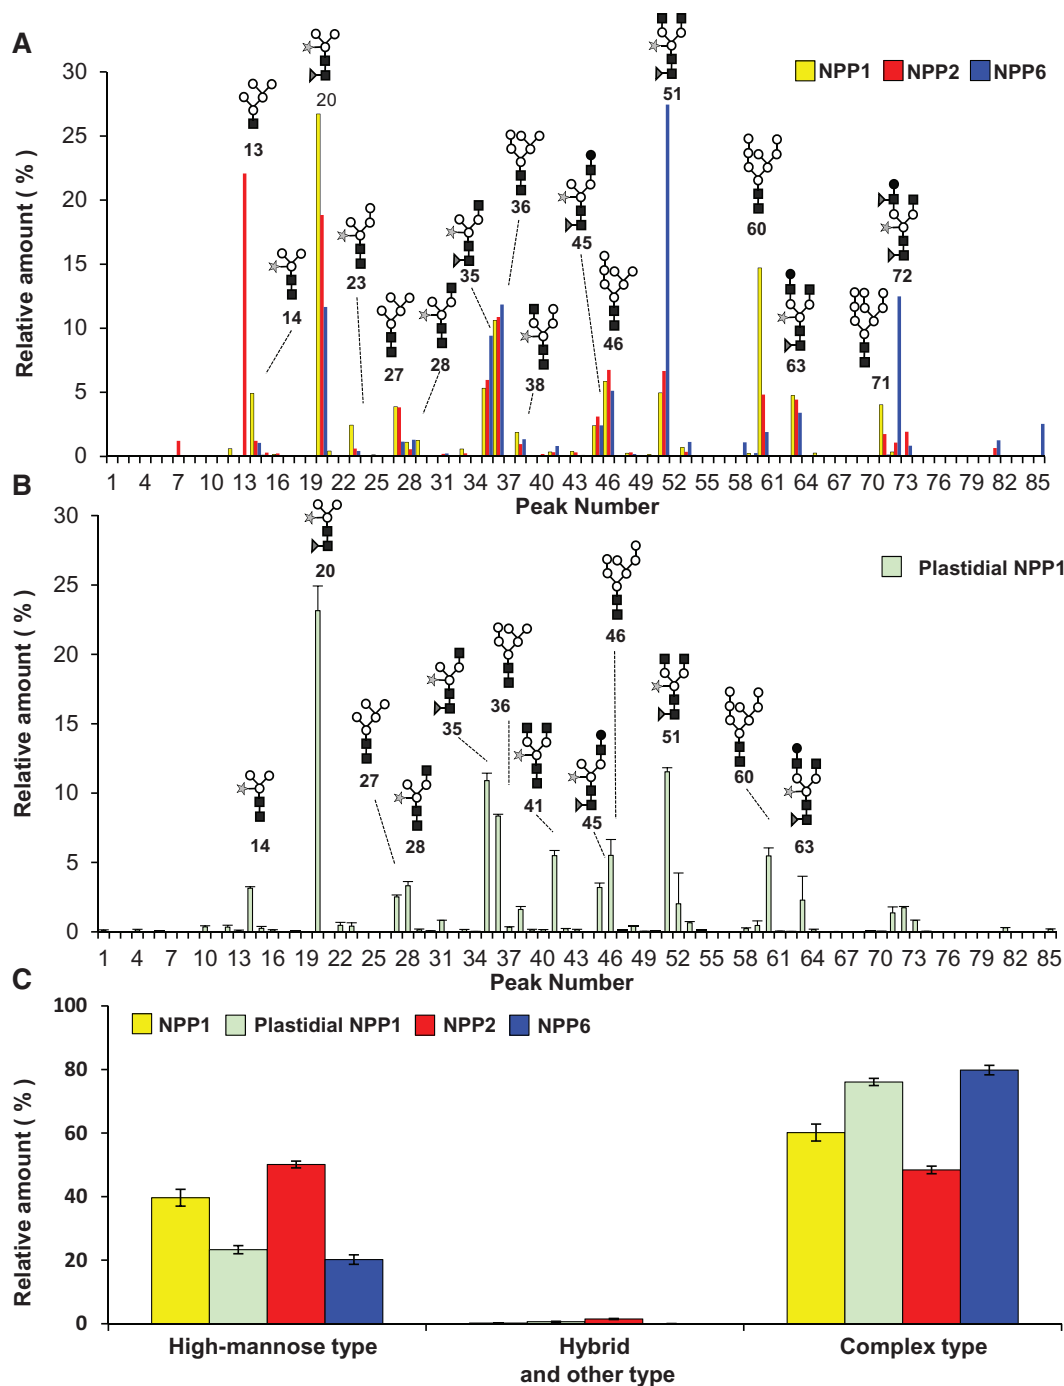 A
NPP1 NPP2 NPP6
Relative amount ( % )
30
25
20
15
10
5
0
13
14
20
23
27
28
35
36
38
45
46
51
60
63
71
72
1 4 7 10 13 16 19 22 25 28 31 34 37 40 43 46 49 52 55 58 61 64 67 70 73 76 79 82 85
Peak Number
B
Plastidial NPP1
Relative amount ( % )
30
25
20
15
10
5
0
14
20
27
28
35
36
41
45
46
51
60
63
1 4 7 10 13 16 19 22 25 28 31 34 37 40 43 46 49 52 55 58 61 64 67 70 73 76 79 82 85
Peak Number
C
NPP1 Plastidial NPP1 NPP2 NPP6
Relative amount ( % )
100
80
60
40
20
0
High-mannose type
Hybrid
and other type
Complex type